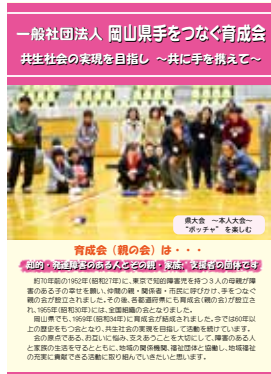 一般社団法人 岡山県手をつなぐ育成会
共生社会の実現を目指し ～共に手を携えて～
県大会 ～本人大会～
“ボッチャ” を楽しむ
育成会（親の会）は・・・
知的・発達障害のある人とその親・家族、支援者の団体です
約70年前の1952年(昭和27年)に、東京で知的障害児を持つ3人の母親が障
害のある子の幸せを願い、仲間の親・関係者・市民に呼びかけ、手をつなぐ
親の会が設立されました。その後、各都道府県にも育成会(親の会)が設立さ
れ、1955年(昭和30年)には、全国組織の会となりました。
岡山県でも、1959年(昭和34年)に育成会が結成されました。今では60年以
上の歴史をもつ会となり、共生社会の実現を目指して活動を続けています。
会の原点である、お互いに悩み、支えあうことを大切にして、障害のある人
と家族の生活を守るとともに、地域の関係機関、福祉団体と協働し、地域福祉
の充実に貢献できる活動に取り組んでいきたいと思います。